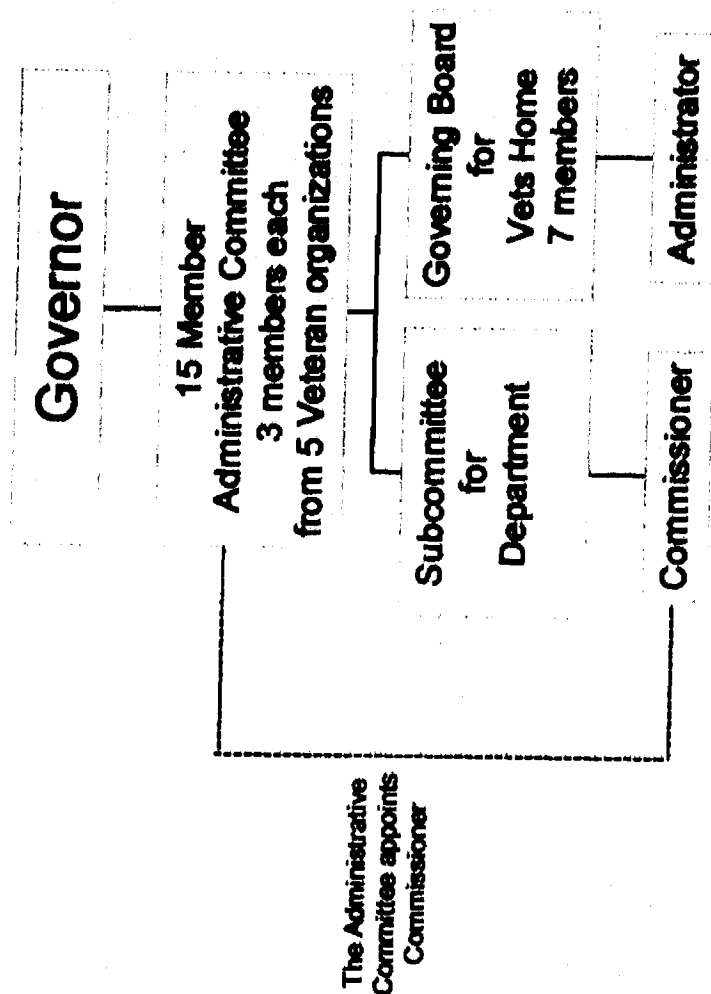 Governor
15 Member
Administrative Committee
3 members each
from 5 Veteran organizations
Subcommittee
for
Department
Governing Board
for
Vets Home
7 members
Commissioner
Administrator
The Administrative
Committee appoints
Commissioner